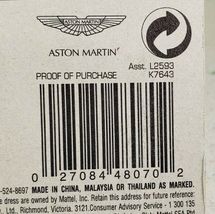 ASTON MARTIN
Asst. L2593
PROOF OF PURCHASE K7643
0 27084 48070 2
-524-8697 MADE IN CHINA, MALAYSIA OR THAILAND AS MARKED.
dress are owned by Mattel, Inc. Retain this address for future reference:
Ltd., Richmond, Victoria. 3121.Consumer Advisory Service - 1 300 135
Mattel